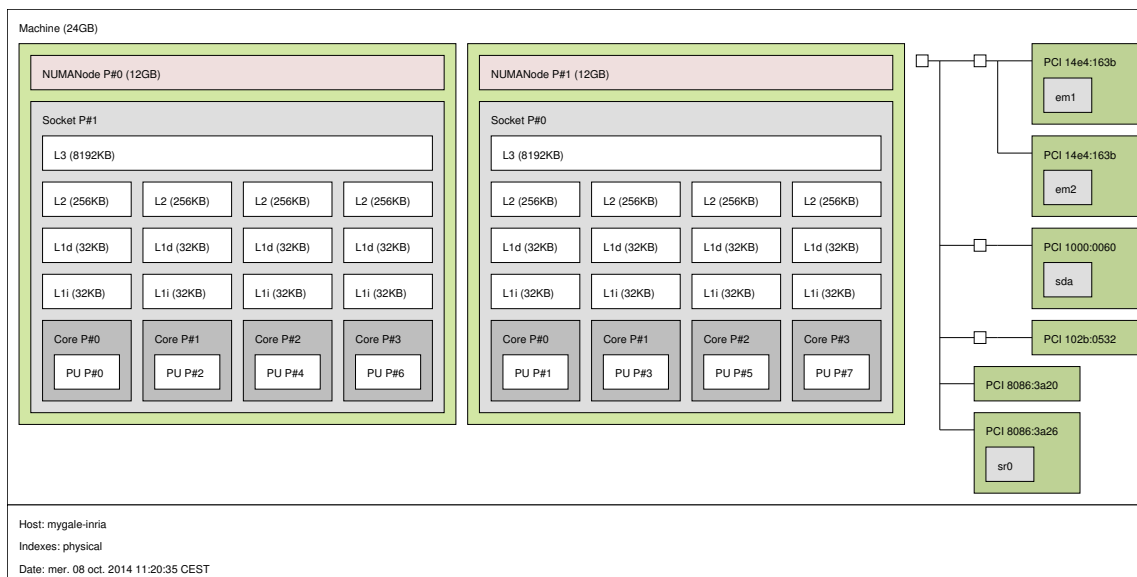 Machine (24GB)
NUMANode P#0 (12GB)
Socket P#1
L3 (8192KB)
L2 (256KB) L2 (256KB) L2 (256KB) L2 (256KB)
L1d (32KB) L1d (32KB) L1d (32KB) L1d (32KB)
L1i (32KB) L1i (32KB) L1i (32KB) L1i (32KB)
Core P#0 Core P#1 Core P#2 Core P#3
PU P#0 PU P#2 PU P#4 PU P#6
NUMANode P#1 (12GB)
Socket P#0
L3 (8192KB)
L2 (256KB) L2 (256KB) L2 (256KB) L2 (256KB)
L1d (32KB) L1d (32KB) L1d (32KB) L1d (32KB)
L1i (32KB) L1i (32KB) L1i (32KB) L1i (32KB)
Core P#0 Core P#1 Core P#2 Core P#3
PU P#1 PU P#3 PU P#5 PU P#7
PCI 14e4:163b
em1
PCI 14e4:163b
em2
PCI 1000:0060
sda
PCI 102b:0532
PCI 8086:3a20
PCI 8086:3a26
sr0
Host: mygale-inria
Indexes: physical
Date: mer. 08 oct. 2014 11:20:35 CEST